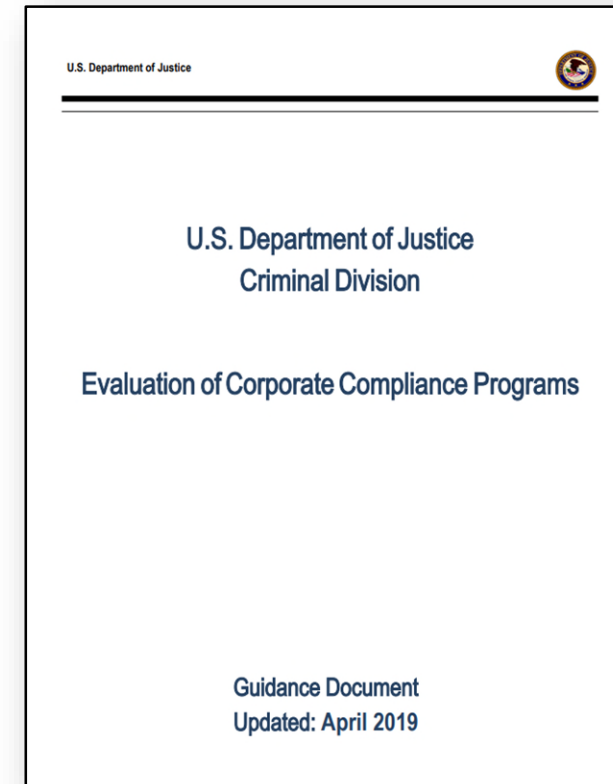 U.S. Department of Justice
U.S. Department of Justice
Criminal Division
Evaluation of Corporate Compliance Programs
Guidance Document
Updated: April 2019